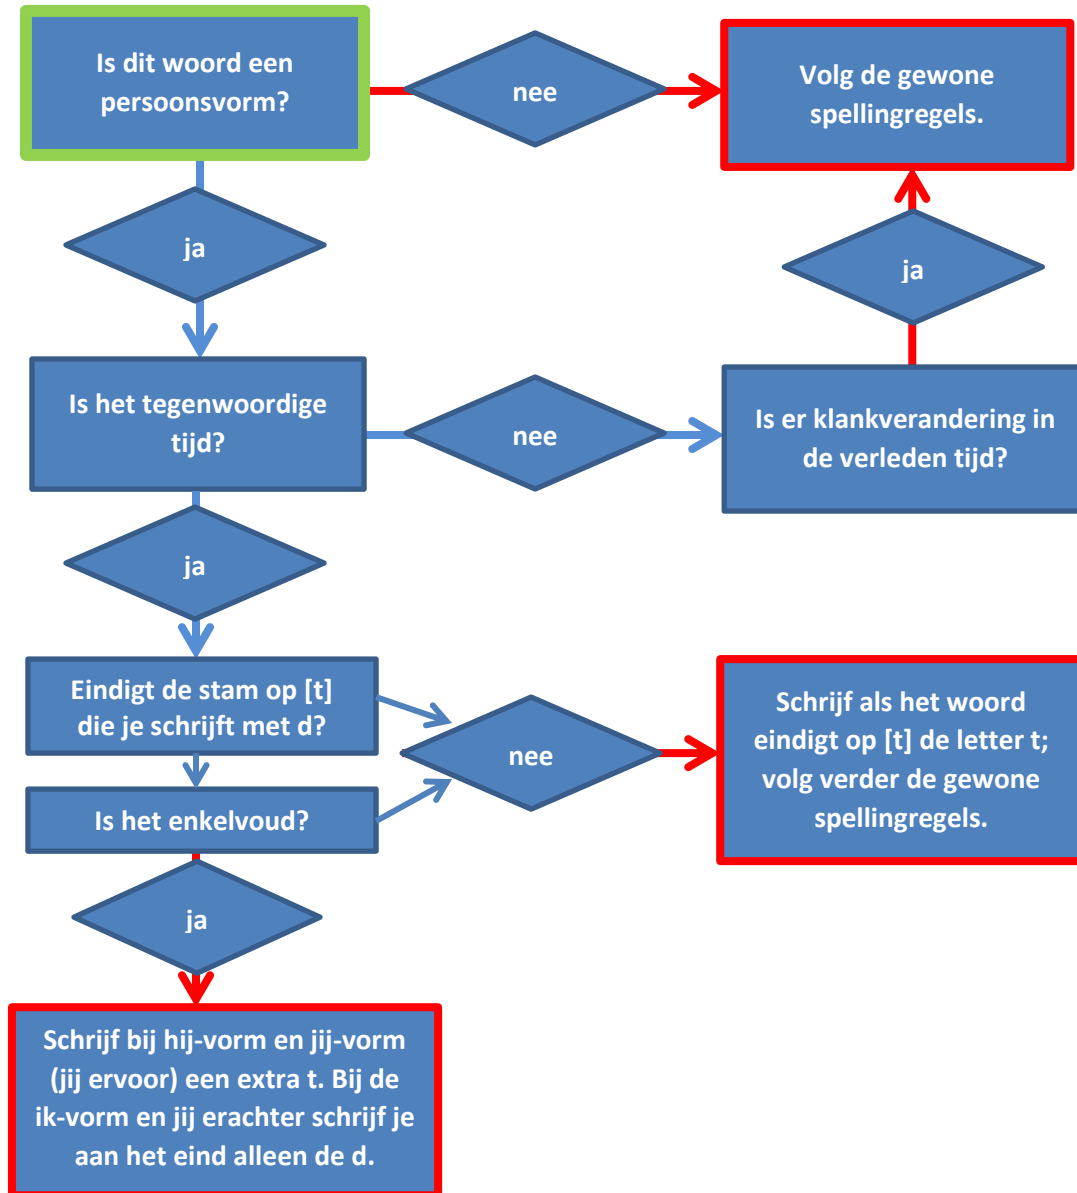 Is dit woord een
persoonsvorm?
nee
Volg de gewone
spellingregels.
ja
ja
Is het tegenwoordige
tijd?
nee
Is er klankverandering in
de verleden tijd?
ja
Eindigt de stam op [t]
die je schrijft met d?
nee
Schrijf als het woord
eindigt op [t] de letter t;
volg verder de gewone
spellingregels.
Is het enkelvoud?
ja
Schrijf bij hij-vorm en jij-vorm
(jij ervoor) een extra t. Bij de
ik-vorm en jij erachter schrijf je
aan het eind alleen de d.